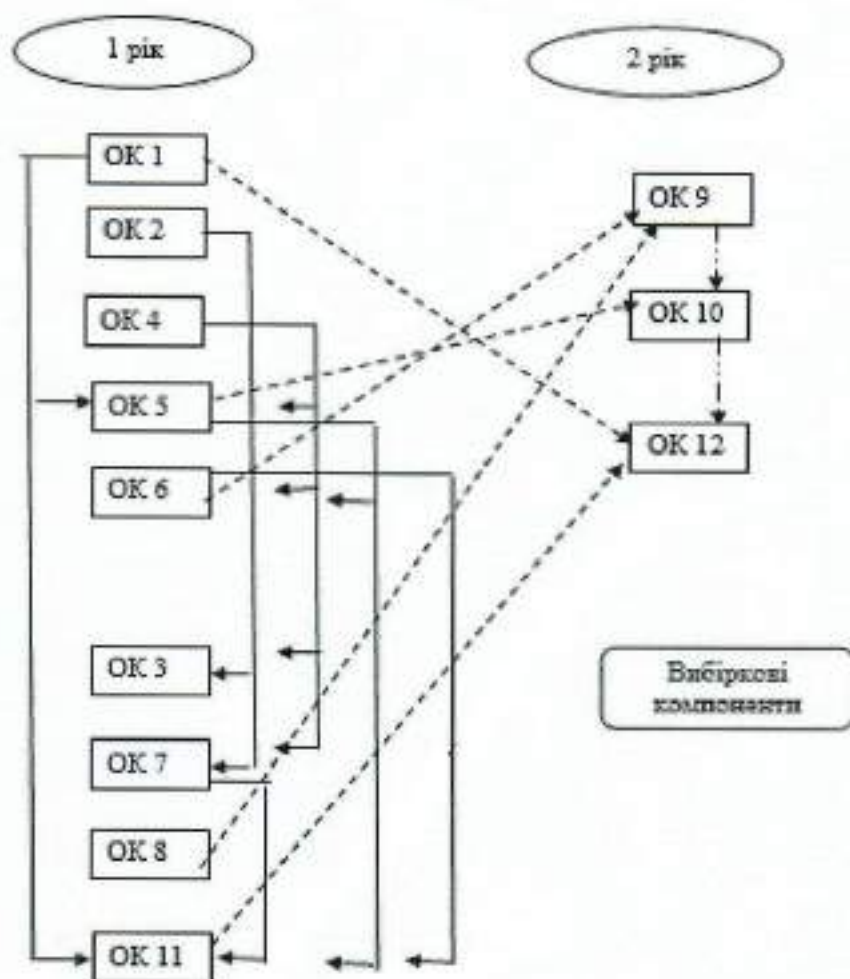 1 рік
2 рік
ОК 1
ОК 2
ОК 4
ОК 5
ОК 6
ОК 3
ОК 7
ОК 8
ОК 11
ОК 9
ОК 10
ОК 12
Вибіркові
компоненти